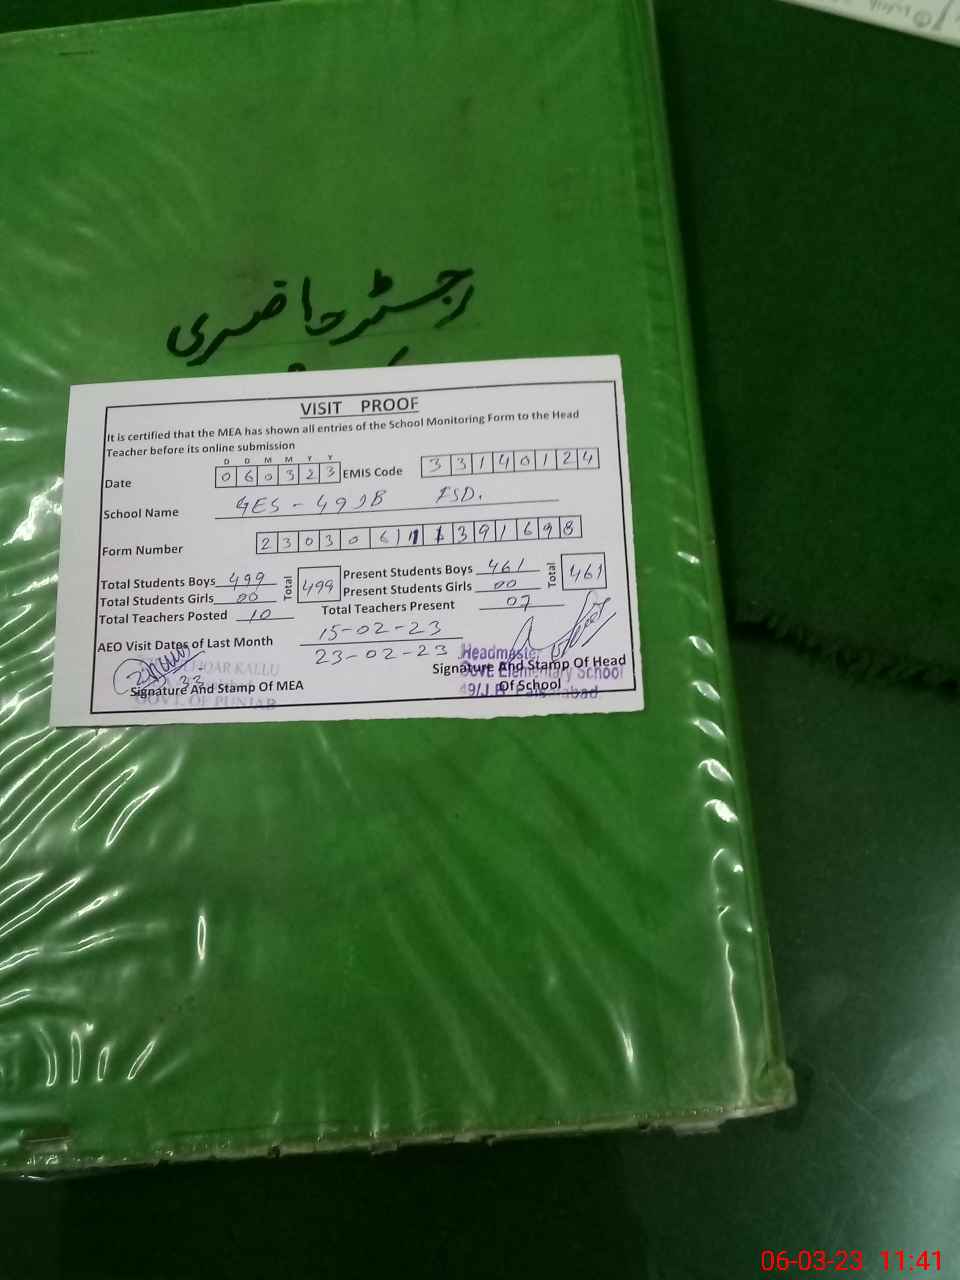 رجسٹر حاضری
VISIT PROOF
It is certified that the MEA has shown all entries of the School Monitoring Form to the Head
Teacher before its online submission
D D M M Y Y
Date 0 6 0 3 2 3 EMIS Code 3 3 1 4 0 1 2 4
School Name GES - 49JB FSD.
Form Number 2 3 0 3 0 6 1 1 1 3 9 1 6 9 8
Total Students Boys 499 Total 499 Present Students Boys 461 Total 461
Total Students Girls 00 Present Students Girls 00
Total Teachers Posted 10 Total Teachers Present 07
AEO Visit Dates of Last Month 15-02-23
23-02-23
Headmaster
KALLU
Signature And Stamp Of Head
Govt. Elementary School
Signature And Stamp Of MEA
Of School
GOVT. OF PUNJAB
49/J.B. Faisalabad
06-03-23 11:41